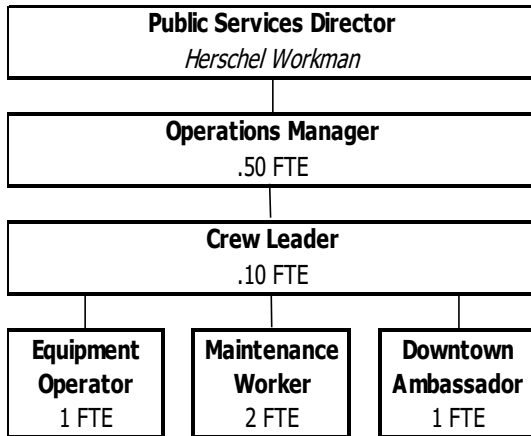 Public Services Director
Herschel Workman
Operations Manager
.50 FTE
Crew Leader
.10 FTE
Equipment
Operator
1 FTE
Maintenance
Worker
2 FTE
Downtown
Ambassador
1 FTE